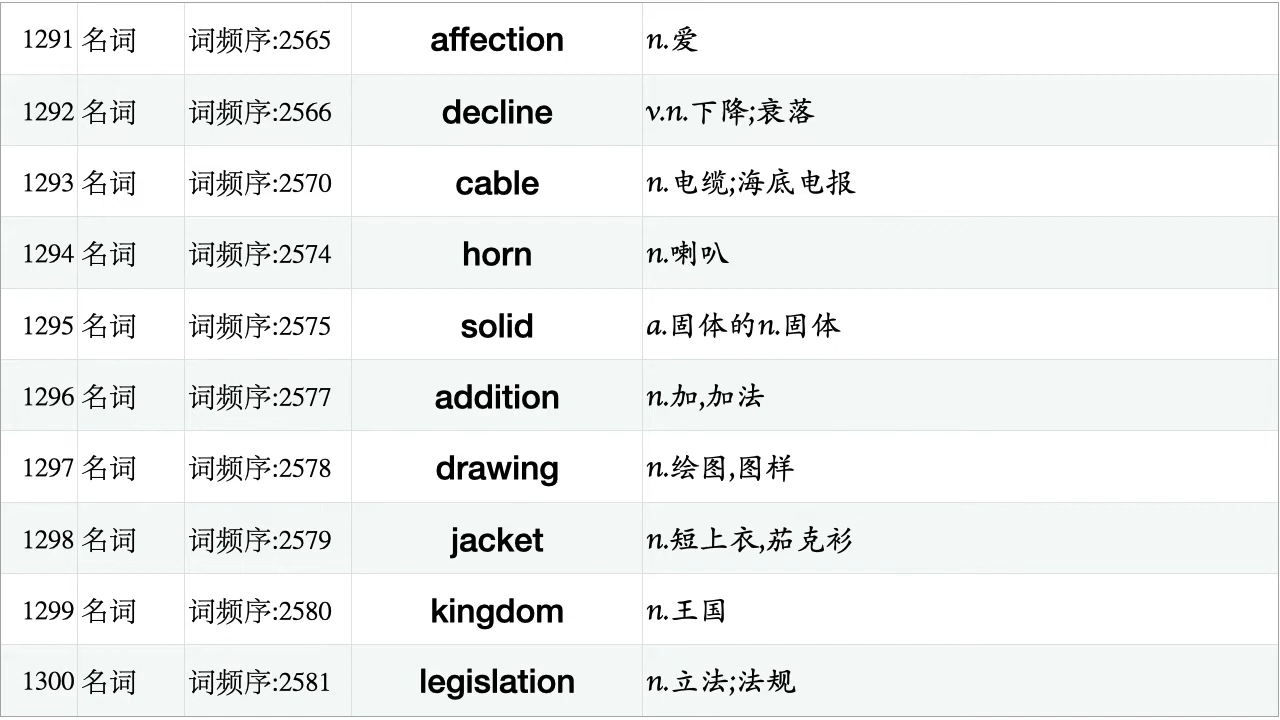 1291 名词 词频序:2565 affection n.爱
1292 名词 词频序:2566 decline v.n.下降;衰落
1293 名词 词频序:2570 cable n.电缆;海底电报
1294 名词 词频序:2574 horn n.喇叭
1295 名词 词频序:2575 solid a.固体的n.固体
1296 名词 词频序:2577 addition n.加,加法
1297 名词 词频序:2578 drawing n.绘图,图样
1298 名词 词频序:2579 jacket n.短上衣,茄克衫
1299 名词 词频序:2580 kingdom n.王国
1300 名词 词频序:2581 legislation n.立法;法规